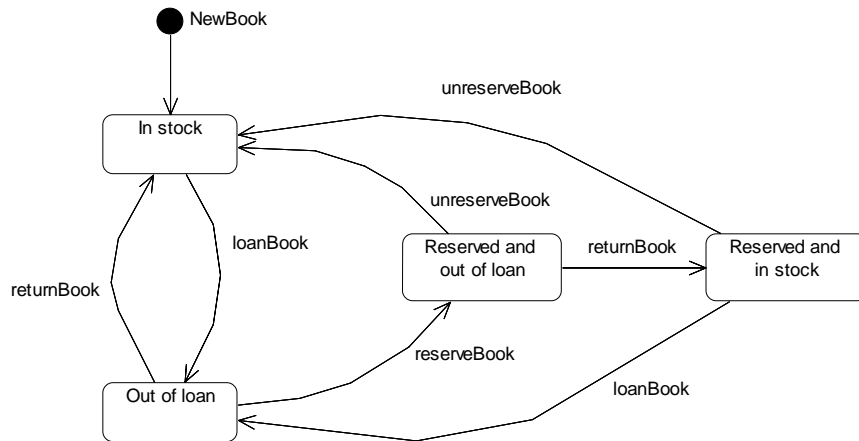 NewBook
unreserveBook
In stock
unreserveBook
loanBook
Reserved and
out of loan
returnBook
Reserved and
in stock
returnBook
reserveBook
Out of loan
loanBook